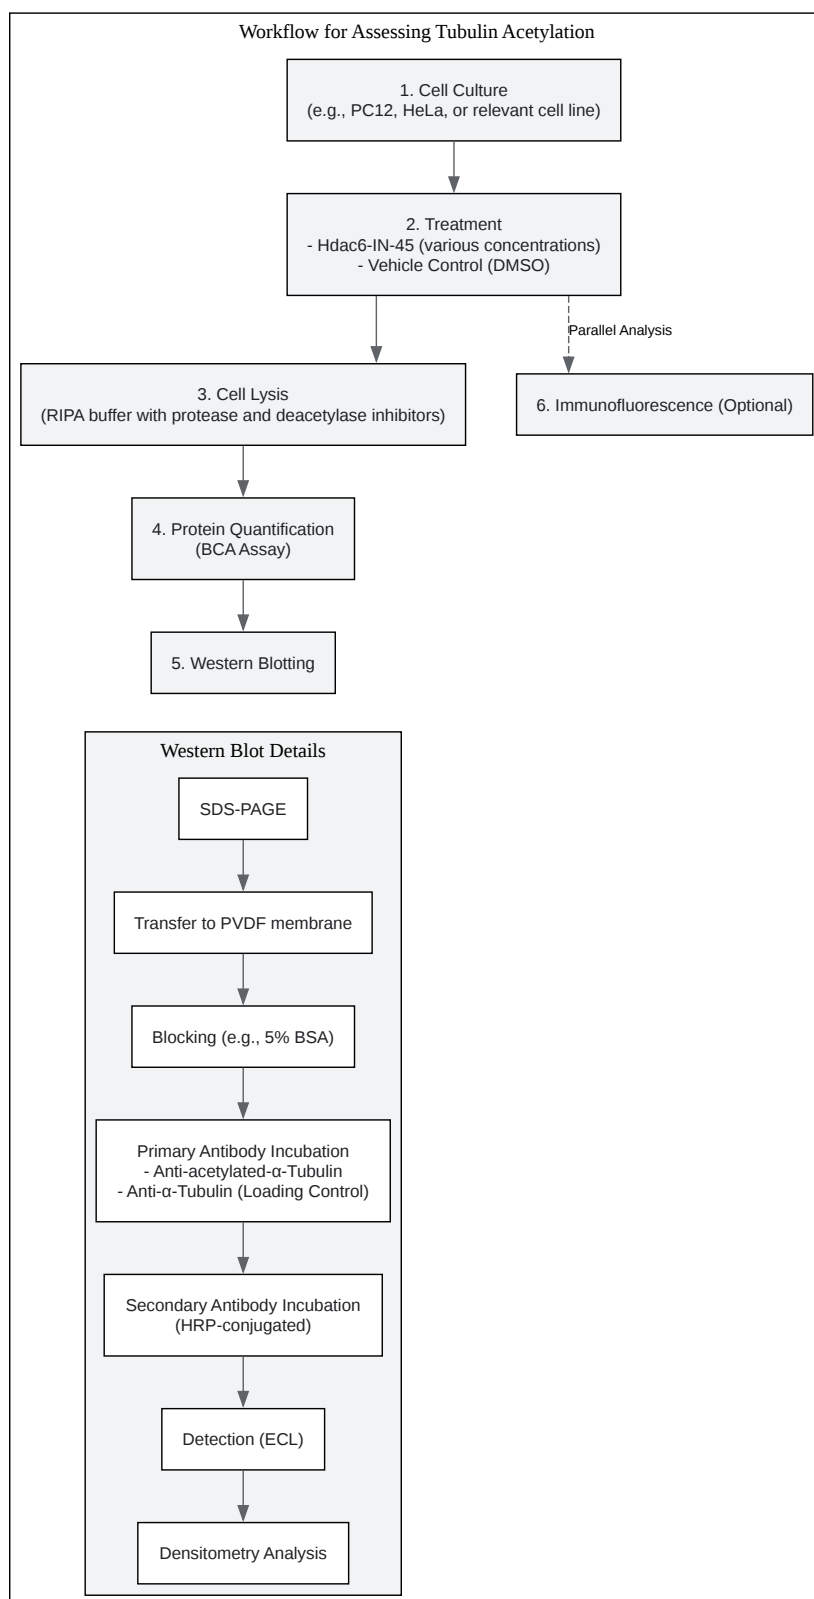 Workflow for Assessing Tubulin Acetylation
1. Cell Culture
(e.g., PC12, HeLa, or relevant cell line)
2. Treatment
- Hdac6-IN-45 (various concentrations)
- Vehicle Control (DMSO)
Parallel Analysis
3. Cell Lysis
(RIPA buffer with protease and deacetylase inhibitors)
6. Immunofluorescence (Optional)
4. Protein Quantification
(BCA Assay)
5. Western Blotting
Western Blot Details
SDS-PAGE
Transfer to PVDF membrane
Blocking (e.g., 5% BSA)
Primary Antibody Incubation
- Anti-acetylated-α-Tubulin
- Anti-α-Tubulin (Loading Control)
Secondary Antibody Incubation
(HRP-conjugated)
Detection (ECL)
Densitometry Analysis